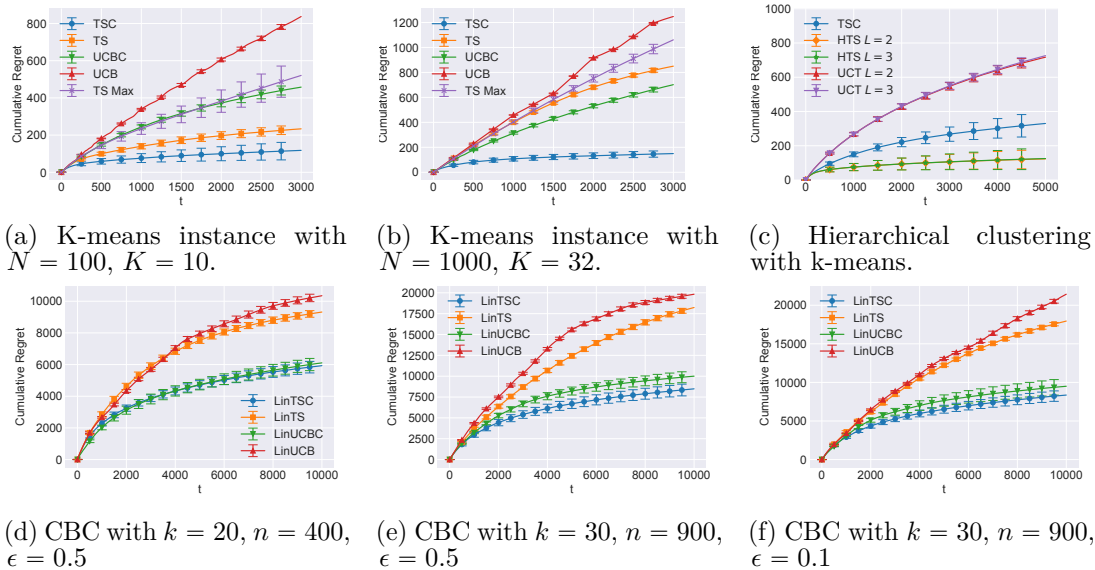 Cumulative Regret
800
600
400
200
0
TSC
TS
UCBC
UCB
TS Max
0 500 1000 1500 2000 2500 3000
t
(a) K-means instance with
N = 100, K = 10.
Cumulative Regret
1200
1000
800
600
400
200
0
TSC
TS
UCBC
UCB
TS Max
0 500 1000 1500 2000 2500 3000
t
(b) K-means instance with
N = 1000, K = 32.
Cumulative Regret
1000
800
600
400
200
0
TSC
HTS L = 2
HTS L = 3
UCT L = 2
UCT L = 3
0 1000 2000 3000 4000 5000
t
(c) Hierarchical clustering
with k-means.
Cumulative Regret
10000
8000
6000
4000
2000
0
LinTSC
LinTS
LinUCBC
LinUCB
0 2000 4000 6000 8000 10000
t
(d) CBC with k = 20, n = 400,
ϵ = 0.5
Cumulative Regret
20000
17500
15000
12500
10000
7500
5000
2500
0
LinTSC
LinTS
LinUCBC
LinUCB
0 2000 4000 6000 8000 10000
t
(e) CBC with k = 30, n = 900,
ϵ = 0.5
Cumulative Regret
20000
15000
10000
5000
0
LinTSC
LinTS
LinUCBC
LinUCB
0 2000 4000 6000 8000 10000
t
(f) CBC with k = 30, n = 900,
ϵ = 0.1